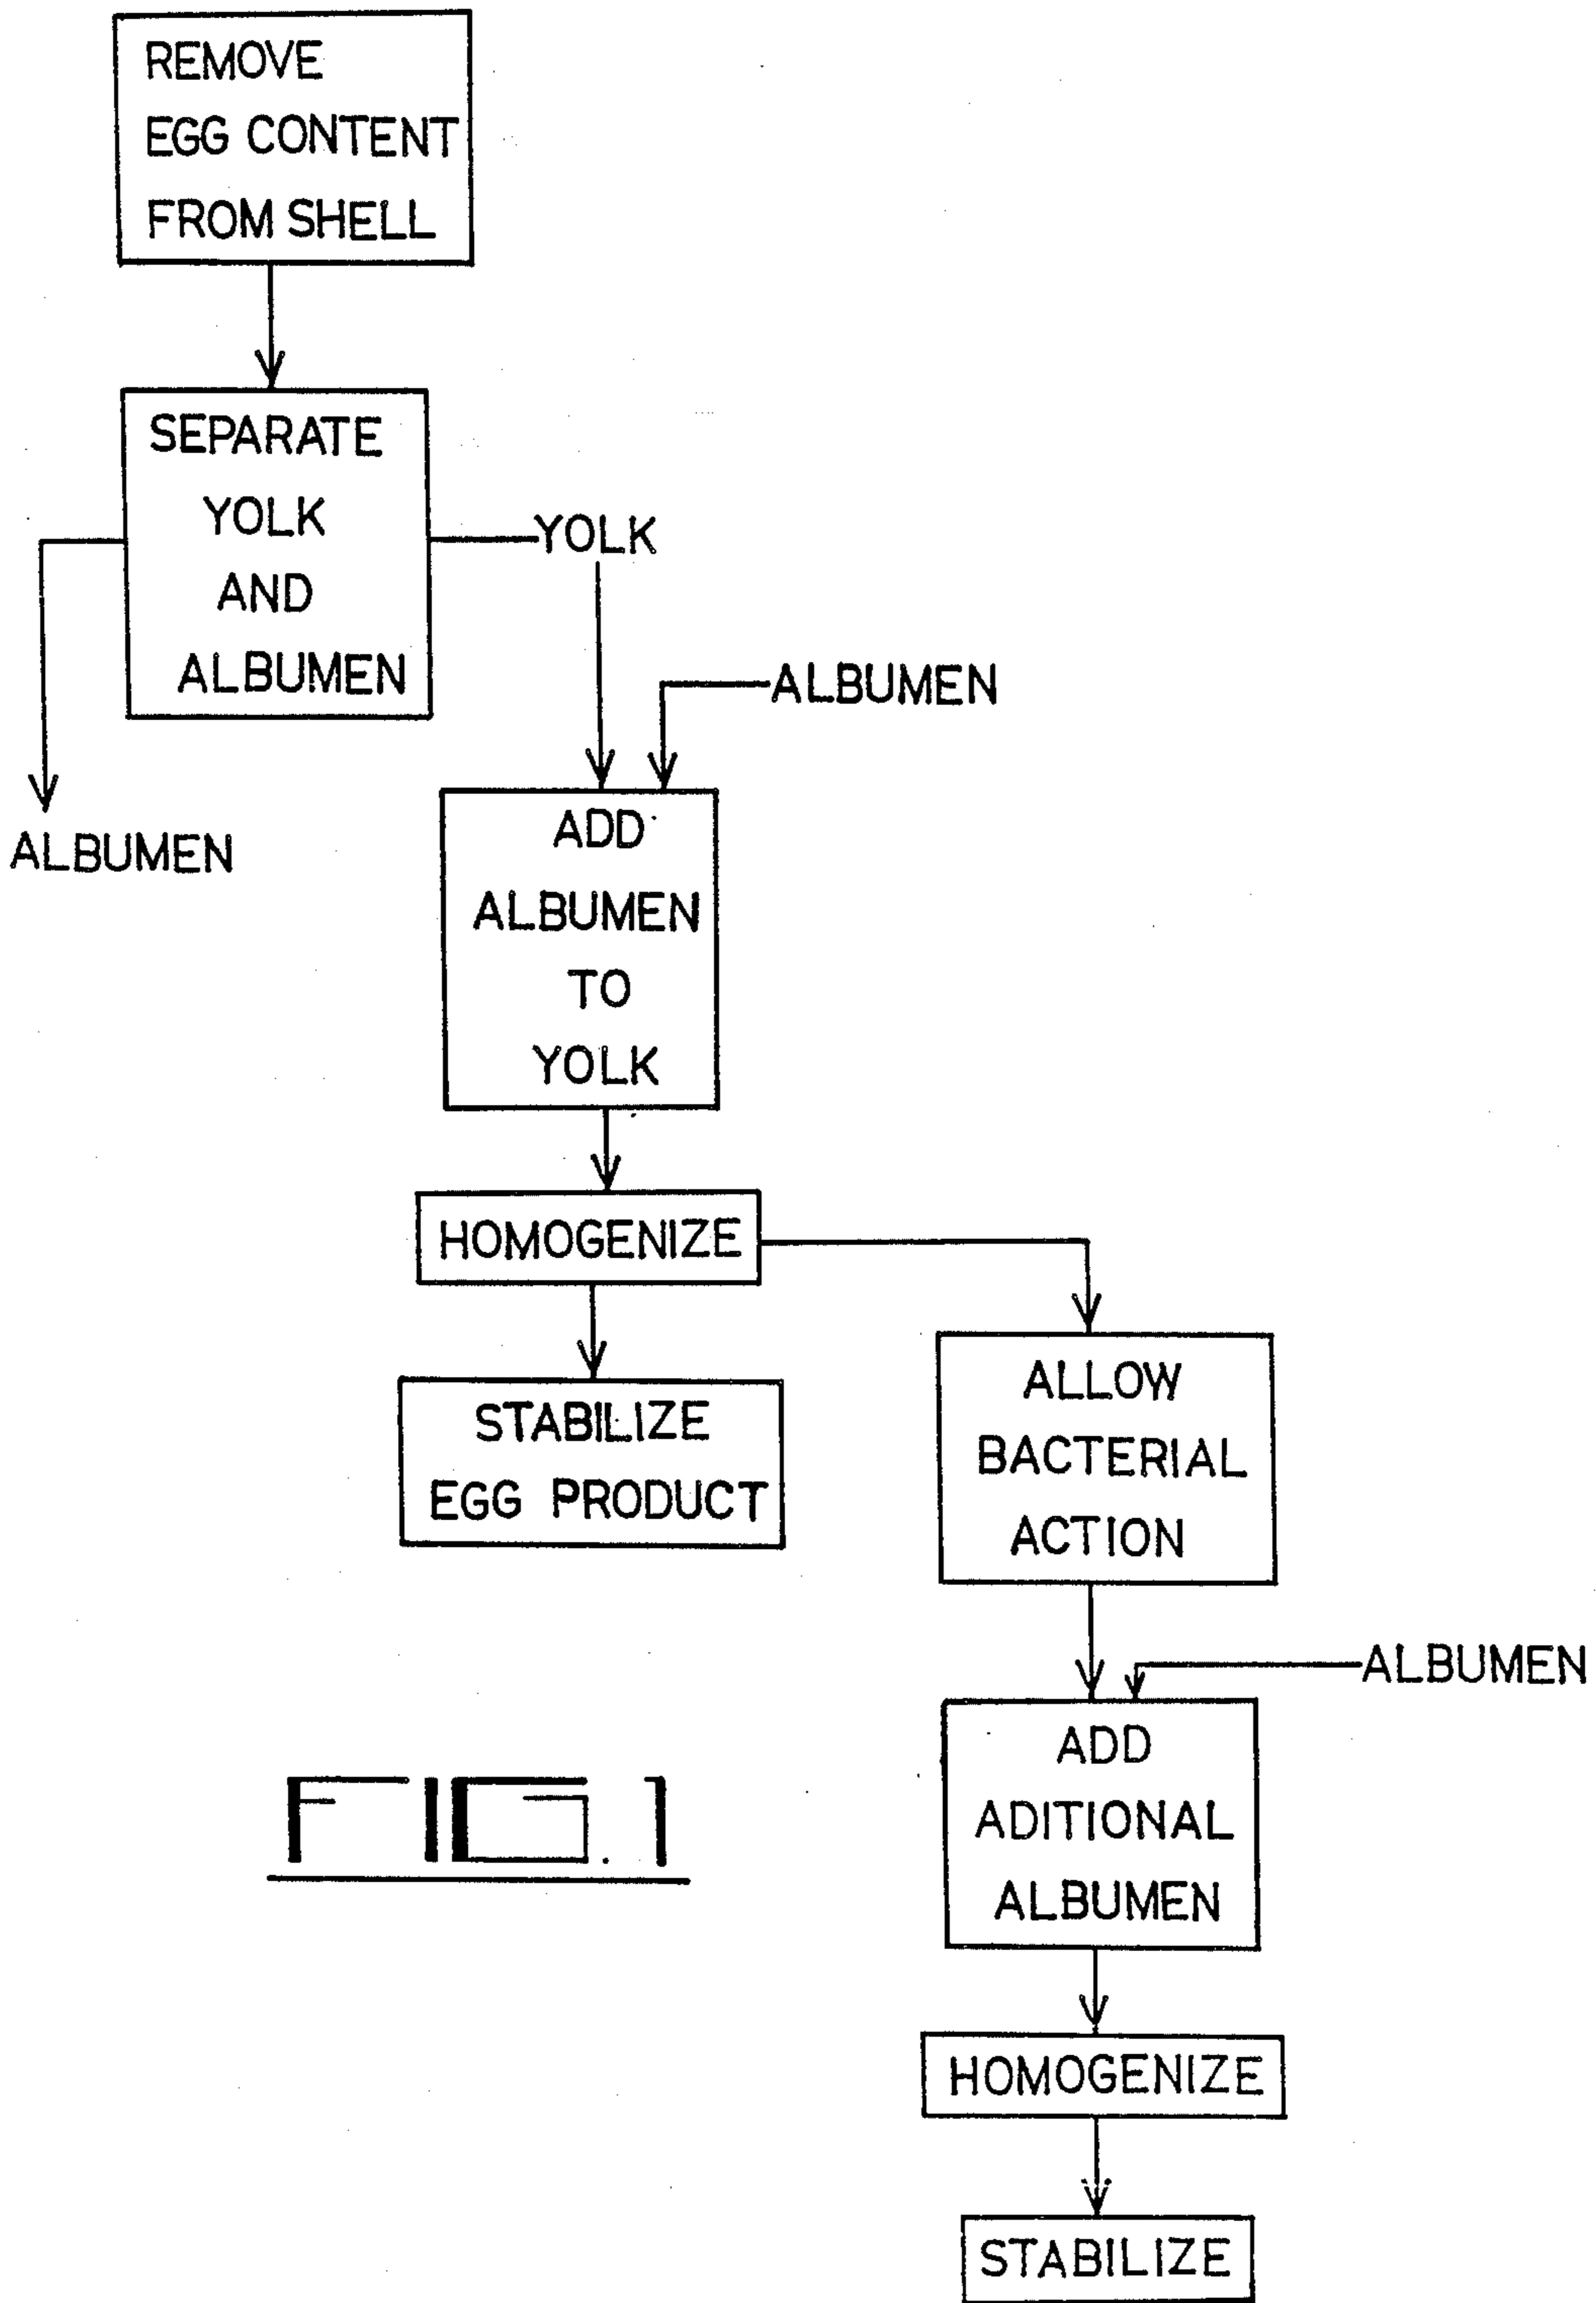 REMOVE
EGG CONTENT
FROM SHELL
SEPARATE
YOLK
AND
ALBUMEN
YOLK
ALBUMEN
ALBUMEN
ADD
ALBUMEN
TO
YOLK
HOMOGENIZE
STABILIZE
EGG PRODUCT
ALLOW
BACTERIAL
ACTION
ALBUMEN
ADD
ADITIONAL
ALBUMEN
HOMOGENIZE
STABILIZE
FIG. 1